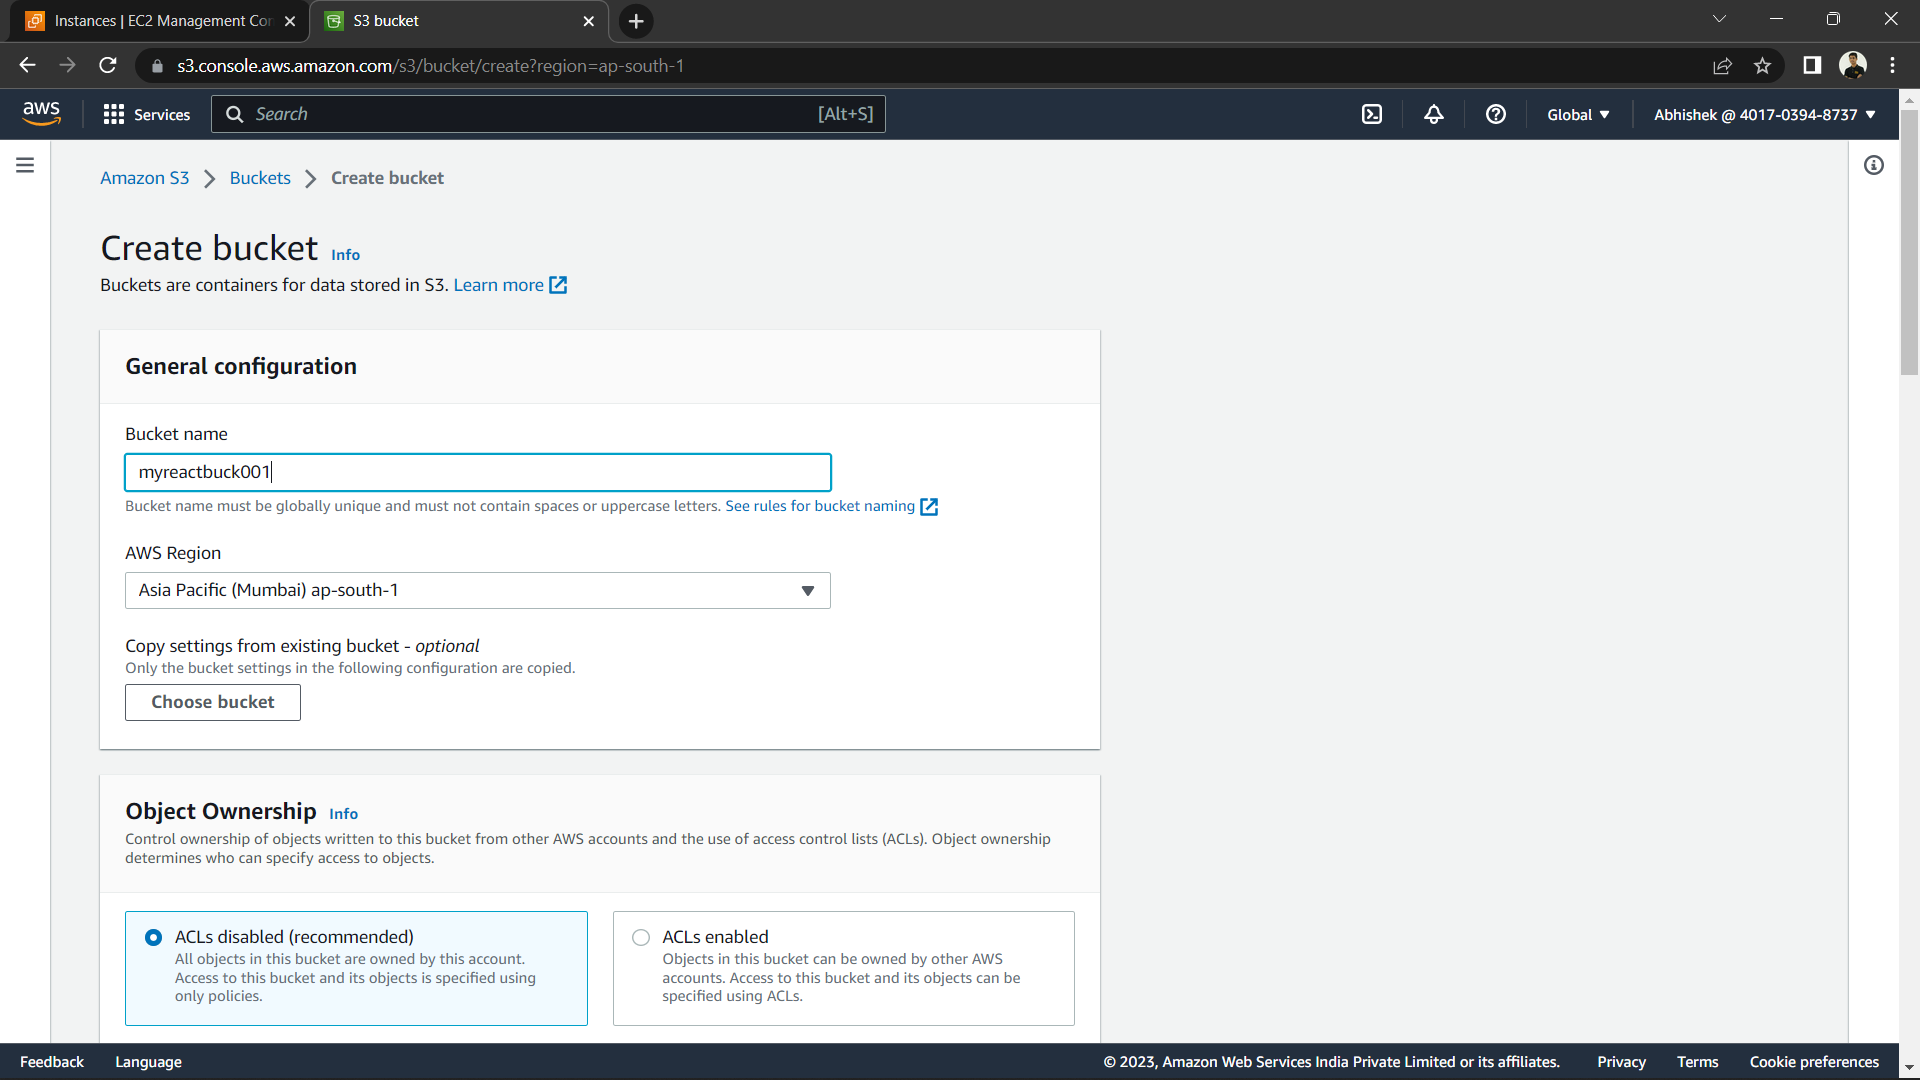 Instances | EC2 Management Con
S3 bucket
s3.console.aws.amazon.com/s3/bucket/create?region=ap-south-1
aws
Services
Search
[Alt+S]
Global
Abhishek @ 4017-0394-8737
Amazon S3
Buckets
Create bucket
Create bucket Info
Buckets are containers for data stored in S3. Learn more
General configuration
Bucket name
myreactbuck001
Bucket name must be globally unique and must not contain spaces or uppercase letters. See rules for bucket naming
AWS Region
Asia Pacific (Mumbai) ap-south-1
Copy settings from existing bucket - optional
Only the bucket settings in the following configuration are copied.
Choose bucket
Object Ownership Info
Control ownership of objects written to this bucket from other AWS accounts and the use of access control lists (ACLs). Object ownership
determines who can specify access to objects.
ACLs disabled (recommended)
All objects in this bucket are owned by this account.
Access to this bucket and its objects is specified using
only policies.
ACLs enabled
Objects in this bucket can be owned by other AWS
accounts. Access to this bucket and its objects can be
specified using ACLs.
Feedback
Language
© 2023, Amazon Web Services India Private Limited or its affiliates.
Privacy
Terms
Cookie preferences